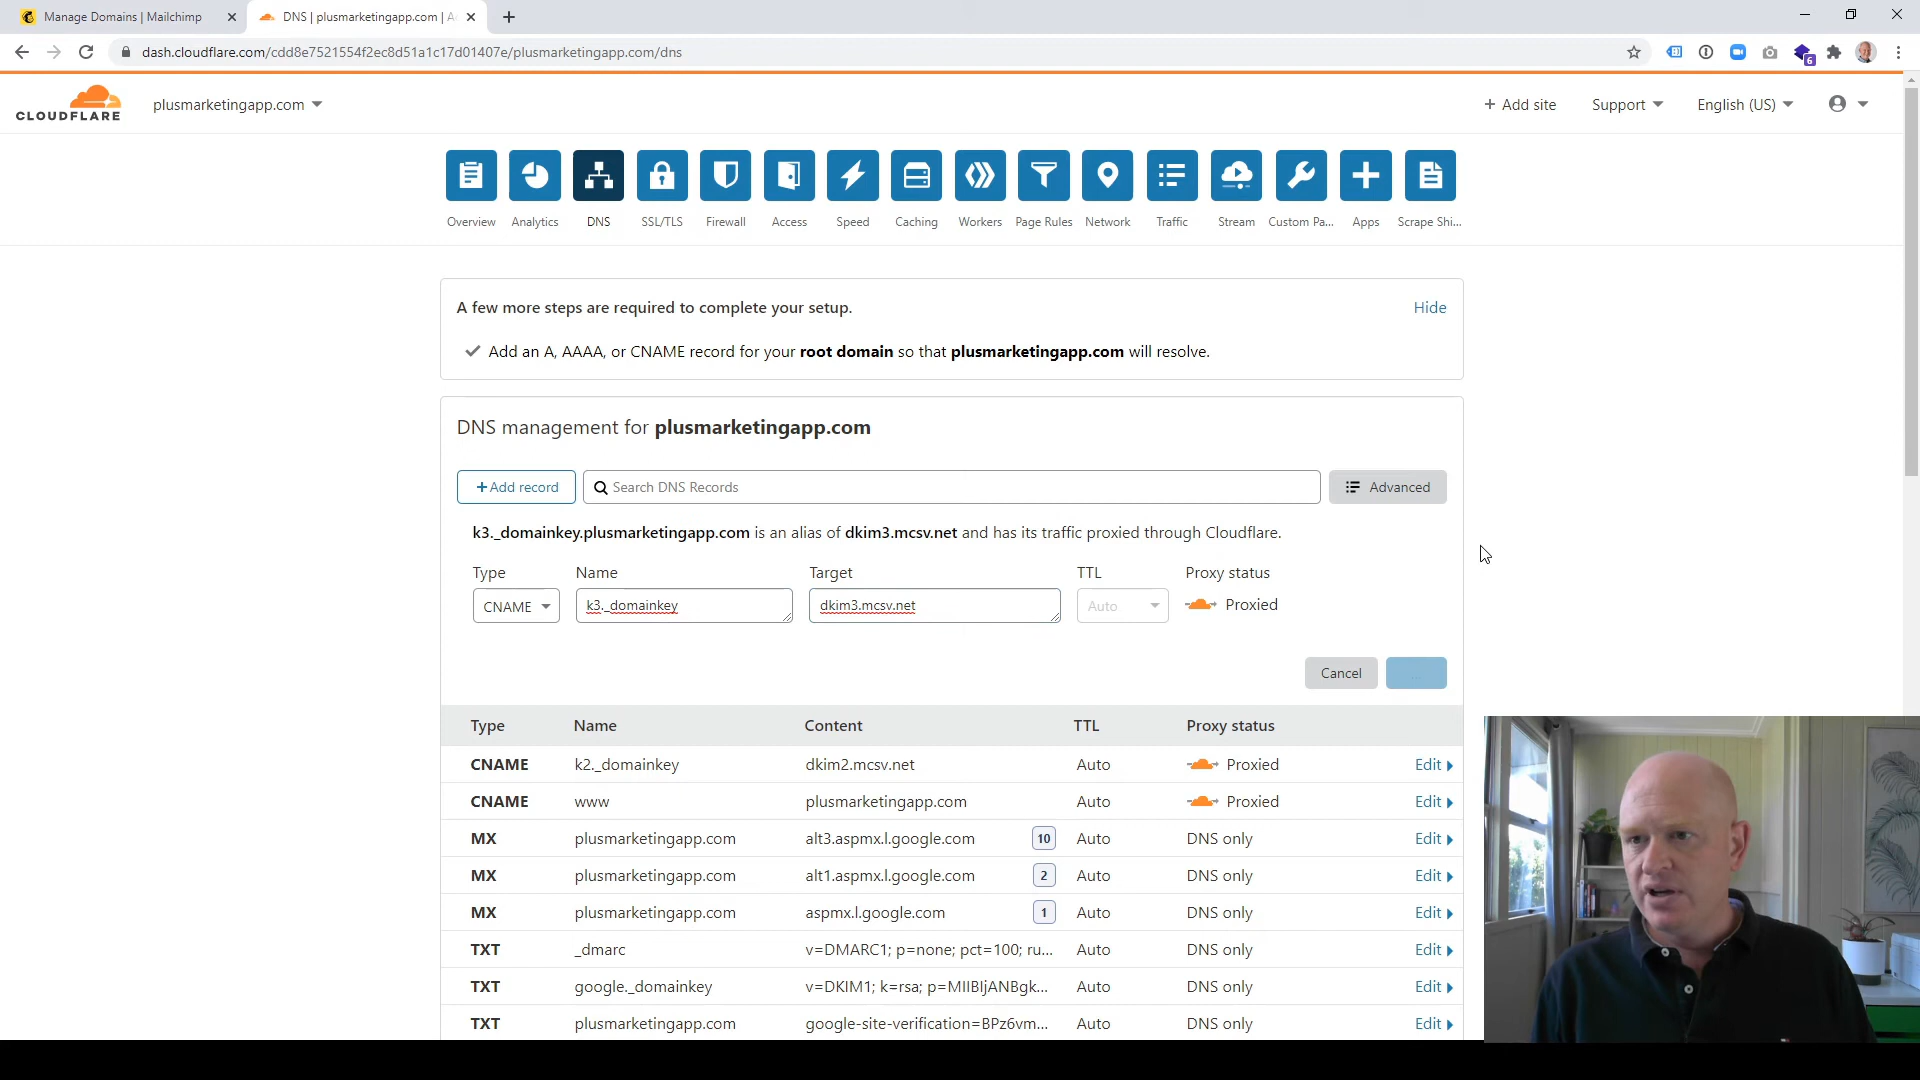 Manage Domains | Mailchimp
DNS | plusmarketingapp.com | A
dash.cloudflare.com/cdd8e7521554f2ec8d51a1c17d01407e/plusmarketingapp.com/dns
6
CLOUDFLARE
plusmarketingapp.com
+ Add site
Support
English (US)
Overview
Analytics
DNS
SSL/TLS
Firewall
Access
Speed
Caching
Workers
Page Rules
Network
Traffic
Stream
Custom Pa...
Apps
Scrape Shi...
A few more steps are required to complete your setup.
Hide
Add an A, AAAA, or CNAME record for your root domain so that plusmarketingapp.com will resolve.
DNS management for plusmarketingapp.com
+ Add record
Search DNS Records
Advanced
k3._domainkey.plusmarketingapp.com is an alias of dkim3.mcsv.net and has its traffic proxied through Cloudflare.
Type Name Target TTL Proxy status
CNAME k3._domainkey dkim3.mcsv.net Auto Proxied
Cancel
Type Name Content TTL Proxy status
CNAME k2._domainkey dkim2.mcsv.net Auto Proxied Edit
CNAME www plusmarketingapp.com Auto Proxied Edit
MX plusmarketingapp.com alt3.aspmx.l.google.com 10 Auto DNS only Edit
MX plusmarketingapp.com alt1.aspmx.l.google.com 2 Auto DNS only Edit
MX plusmarketingapp.com aspmx.l.google.com 1 Auto DNS only Edit
TXT _dmarc v=DMARC1; p=none; pct=100; ru... Auto DNS only Edit
TXT google._domainkey v=DKIM1; k=rsa; p=MIIBIjANBgk... Auto DNS only Edit
TXT plusmarketingapp.com google-site-verification=BPz6vm... Auto DNS only Edit